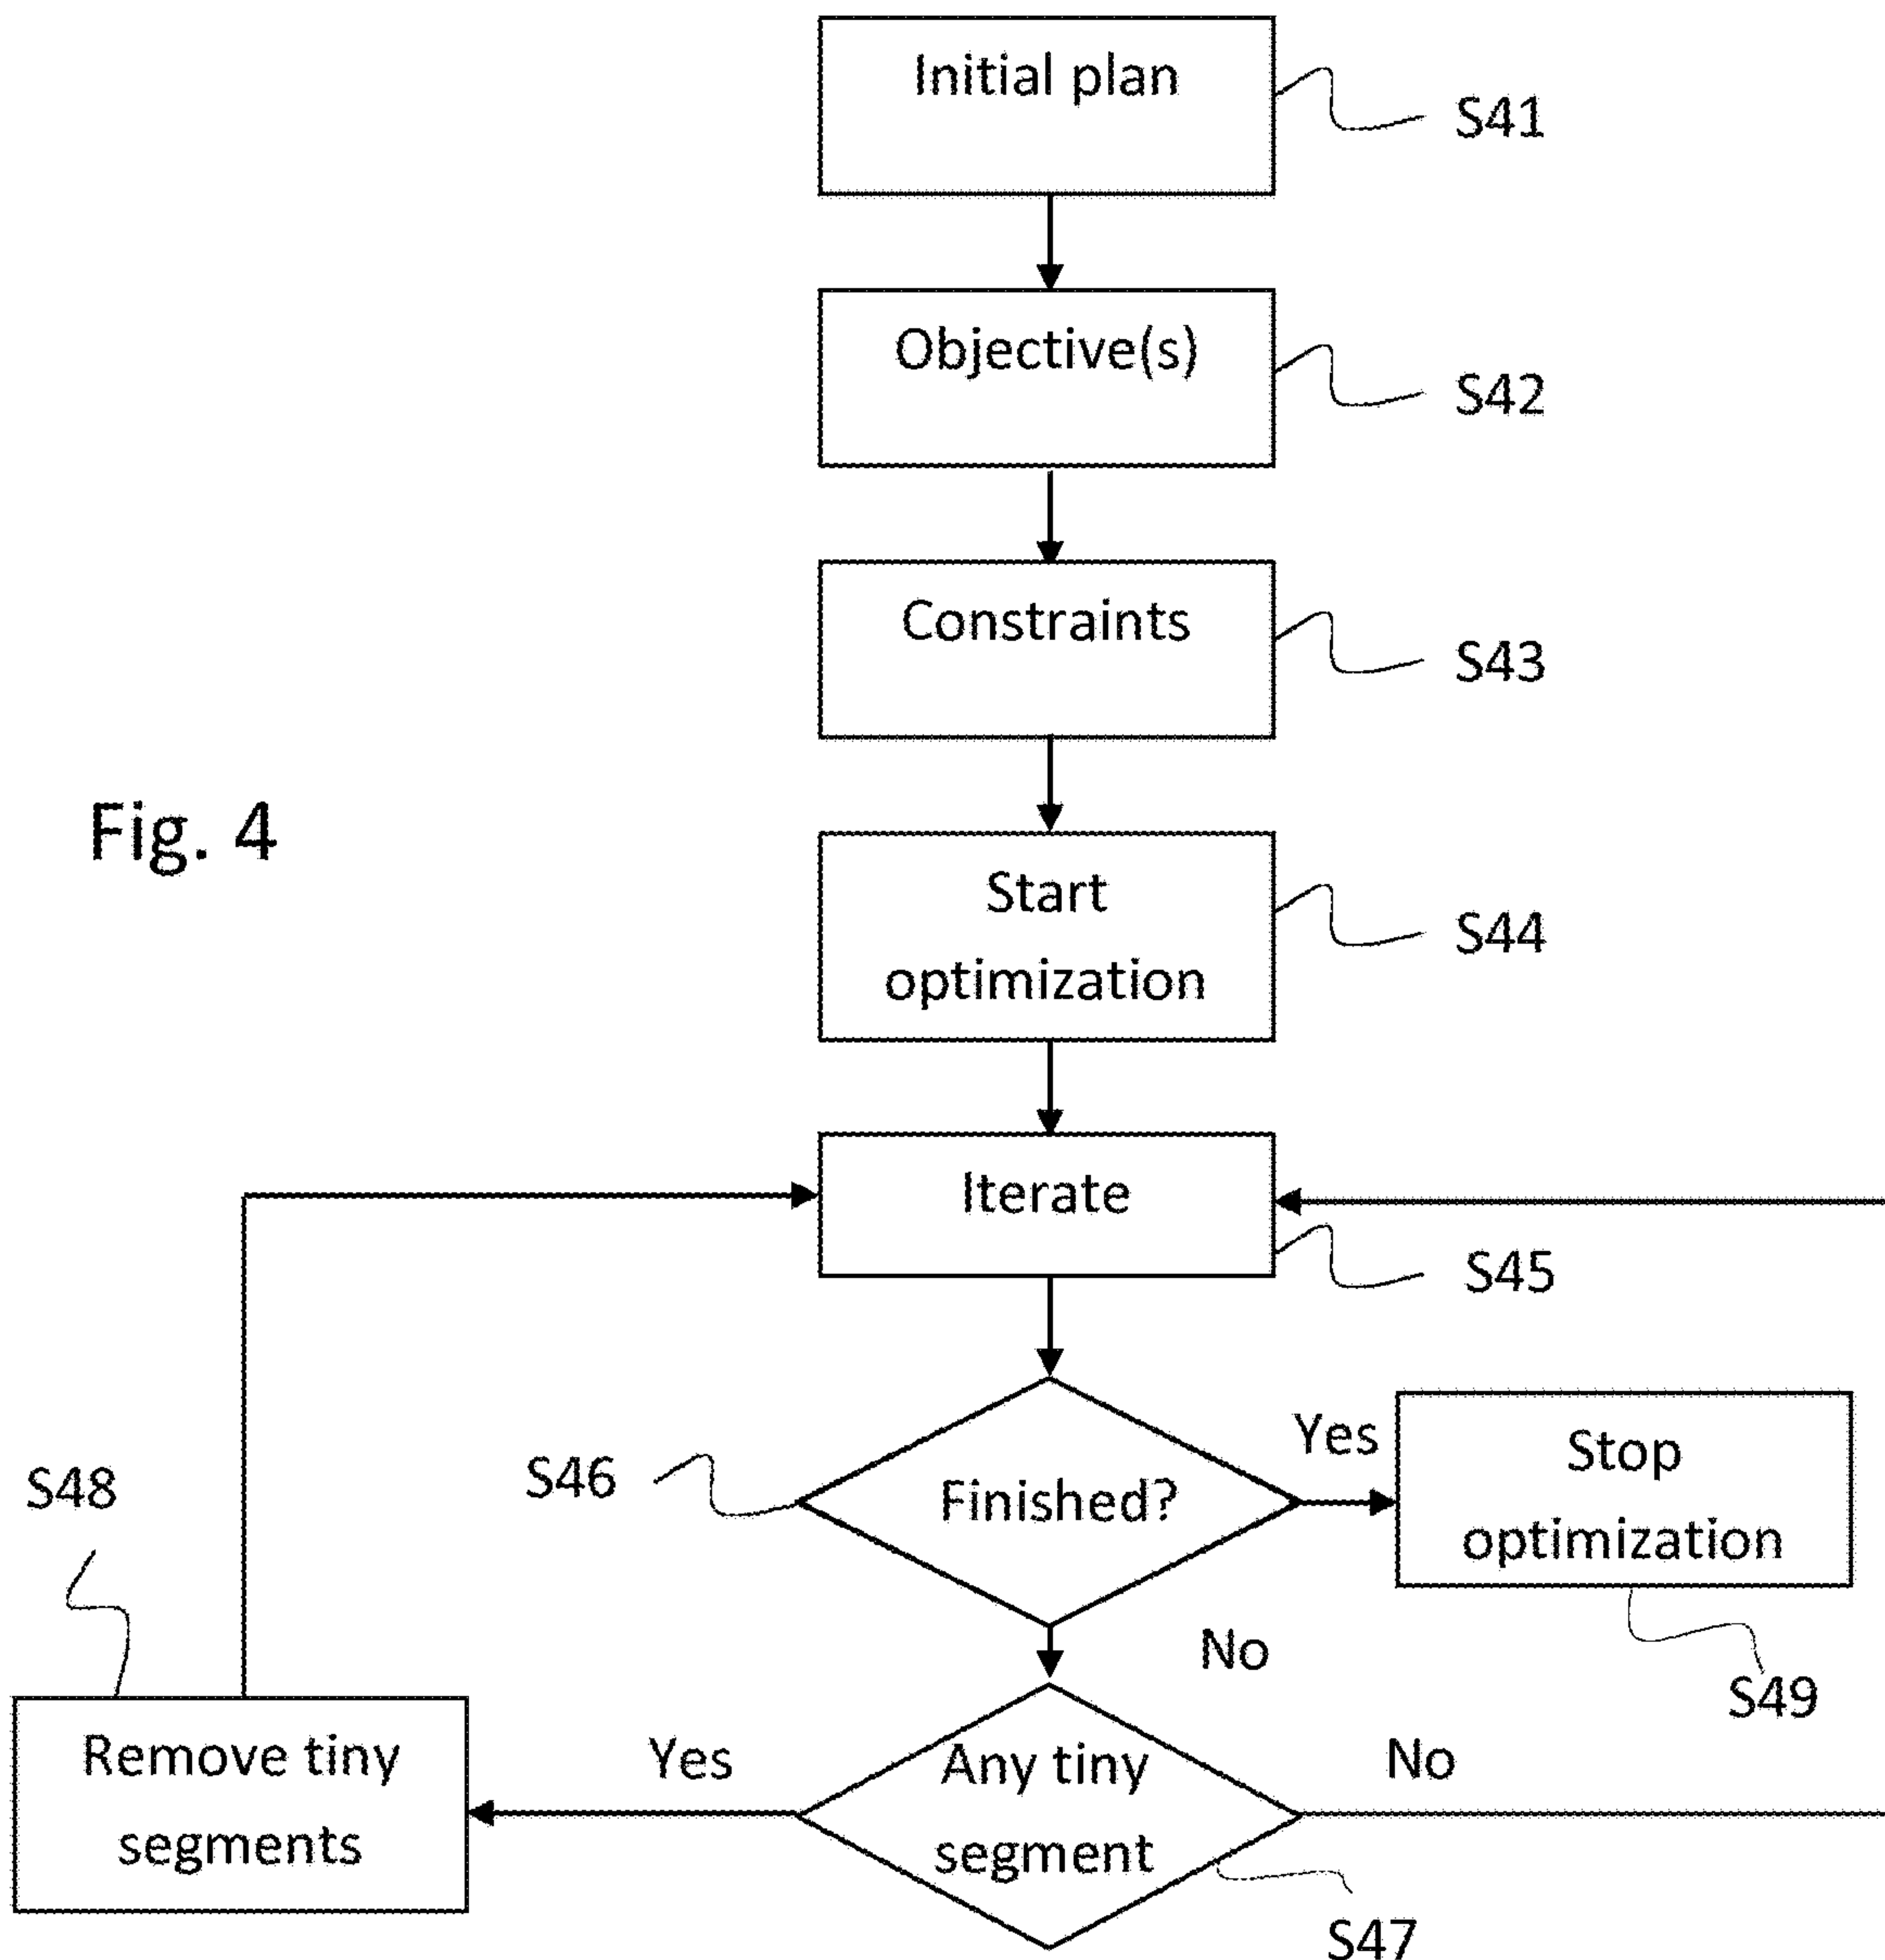 Initial plan
S41
Objective(s)
S42
Constraints
S43
Fig. 4
Start
optimization
S44
Iterate
S45
S46
Finished?
Yes
Stop
optimization
S49
No
S48
Remove tiny
segments
Yes
Any tiny
segment
No
S47